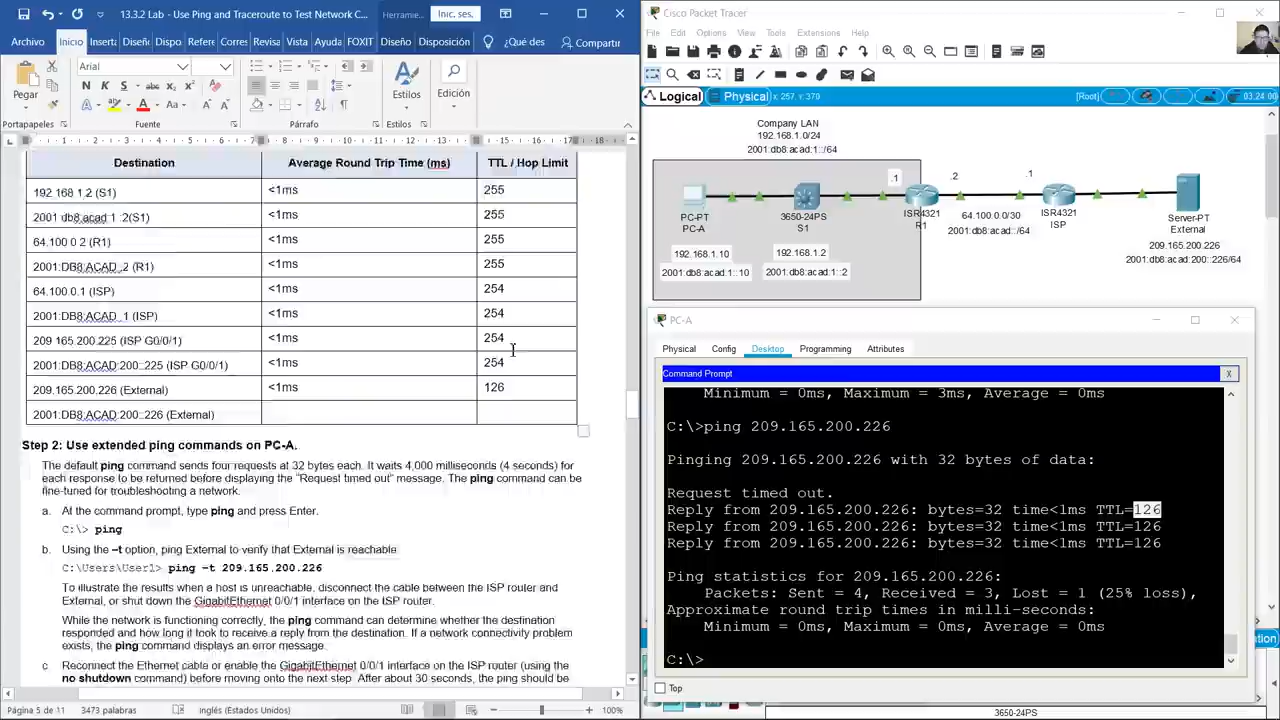 13.3.2 Lab - Use Ping and Traceroute to Test Network C...
Herramie...
Inic. ses.
Archi
Inicio
Inse
Diseñ
Dispo
Refer
Corres
Revisa
Vista
FOXIT
Diseño
Disposición
¿Qué des
Compartir
Pegar
Arial
N K S
Aa
Estilos
Edición
Portapapeles
Fuente
Párrafo
Estilos
Destination Average Round Trip Time (ms) TTL / Hop Limit
192.168.1.2 (S1) <1ms 255
2001:db8:acad:1::2(S1) <1ms 255
64.100.0.2 (R1) <1ms 255
2001:DB8:ACAD::2 (R1) <1ms 255
64.100.0.1 (ISP) <1ms 254
2001:DB8:ACAD::1 (ISP) <1ms 254
209.165.200.225 (ISP G0/0/1) <1ms 254
2001:DB8:ACAD:200::225 (ISP G0/0/1) <1ms 254
209.165.200.226 (External) <1ms 126
2001:DB8:ACAD:200::226 (External)
Step 2: Use extended ping commands on PC-A.
The default ping command sends four requests at 32 bytes each. It waits 4,000 milliseconds (4 seconds) for
each response to be returned before displaying the "Request timed out" message. The ping command can be
fine-tuned for troubleshooting a network.
a. At the command prompt, type ping and press Enter.
C:\> ping
b. Using the –t option, ping External to verify that External is reachable.
C:\Users\User1> ping -t 209.165.200.226
To illustrate the results when a host is unreachable, disconnect the cable between the ISP router and
External, or shut down the GigabitEthernet 0/0/1 interface on the ISP router.
While the network is functioning correctly, the ping command can determine whether the destination
responded and how long it took to receive a reply from the destination. If a network connectivity problem
exists, the ping command displays an error message.
c. Reconnect the Ethernet cable or enable the GigabitEthernet 0/0/1 interface on the ISP router (using the
no shutdown command) before moving onto the next step. After about 30 seconds, the ping should be
Página 5 de 11
3473 palabras
inglés (Estados Unidos)
100%
Cisco Packet Tracer
File Edit Options View Tools Extensions Help
Logical
Physical
x: 257, y: 370
[Root]
03:24:00
Company LAN
192.168.1.0/24
2001:db8:acad:1::/64
.1
.2
.1
PC-PT
PC-A
3650-24PS
S1
ISR4321
R1
64.100.0.0/30
2001:db8:acad::/64
ISR4321
ISP
Server-PT
External
192.168.1.10
2001:db8:acad:1::10
192.168.1.2
2001:db8:acad:1::2
209.165.200.226
2001:db8:acad:200::226/64
PC-A
Physical Config Desktop Programming Attributes
Command Prompt
X
Minimum = 0ms, Maximum = 3ms, Average = 0ms
C:\>ping 209.165.200.226
Pinging 209.165.200.226 with 32 bytes of data:
Request timed out.
Reply from 209.165.200.226: bytes=32 time<1ms TTL=126
Reply from 209.165.200.226: bytes=32 time<1ms TTL=126
Reply from 209.165.200.226: bytes=32 time<1ms TTL=126
Ping statistics for 209.165.200.226:
Packets: Sent = 4, Received = 3, Lost = 1 (25% loss),
Approximate round trip times in milli-seconds:
Minimum = 0ms, Maximum = 0ms, Average = 0ms
C:\>
Top
3650-24PS